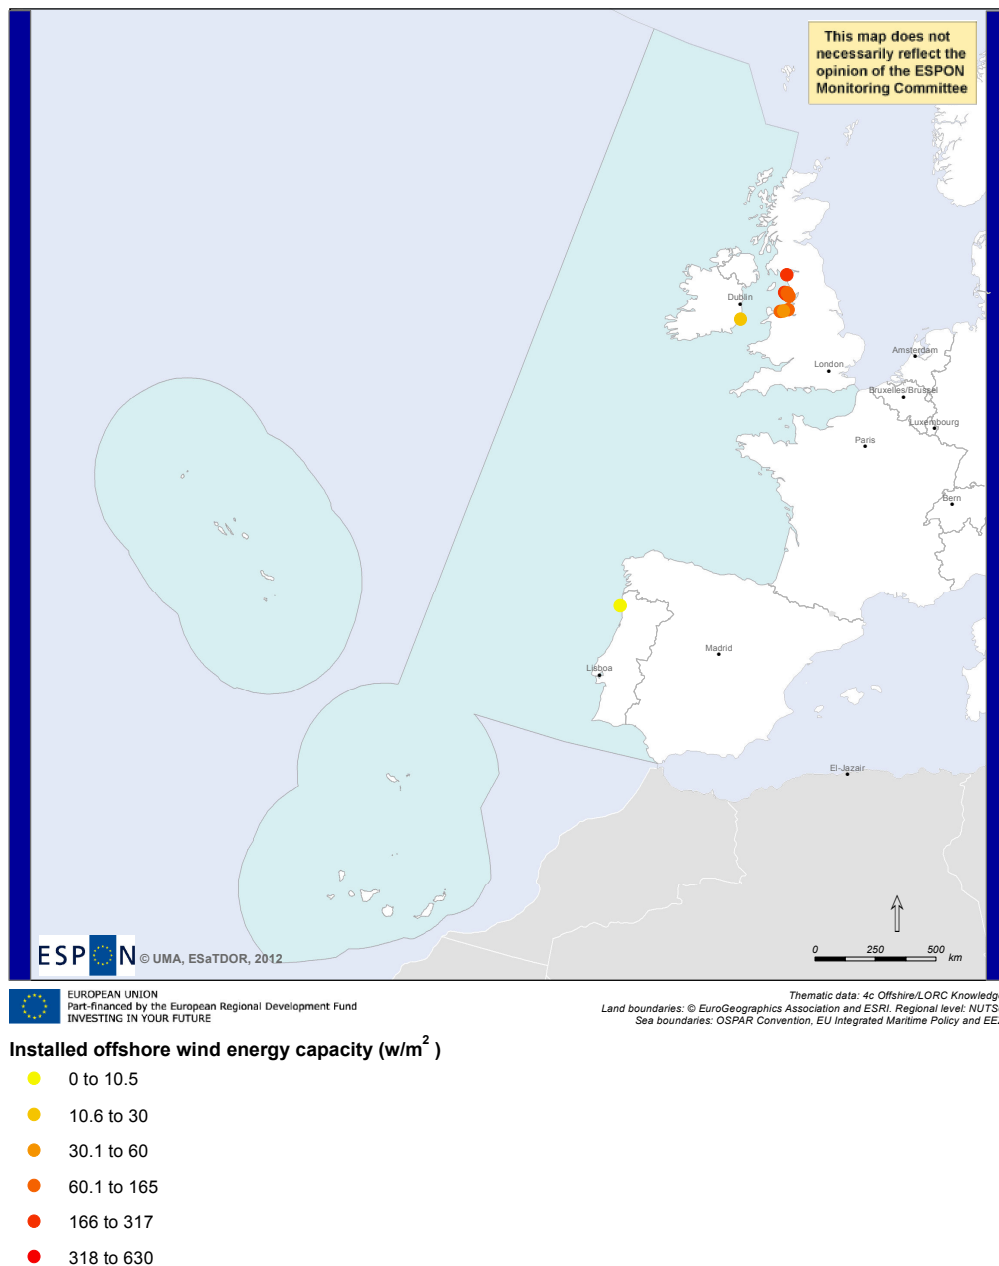 This map does not
necessarily reflect the
opinion of the ESPON
Monitoring Committee
Dublin
Amsterdam
London
Bruxelles/Brussel
Luxembourg
Paris
Bern
Madrid
Lisboa
El-Jazair
ESPON © UMA, ESaTDOR, 2012
0 250 500
km
EUROPEAN UNION
Part-financed by the European Regional Development Fund
INVESTING IN YOUR FUTURE
Thematic data: 4c Offshire/LORC Knowledge
Land boundaries: © EuroGeographics Association and ESRI. Regional level: NUTS
Sea boundaries: OSPAR Convention, EU Integrated Maritime Policy and EE
Installed offshore wind energy capacity (w/m²)
0 to 10.5
10.6 to 30
30.1 to 60
60.1 to 165
166 to 317
318 to 630